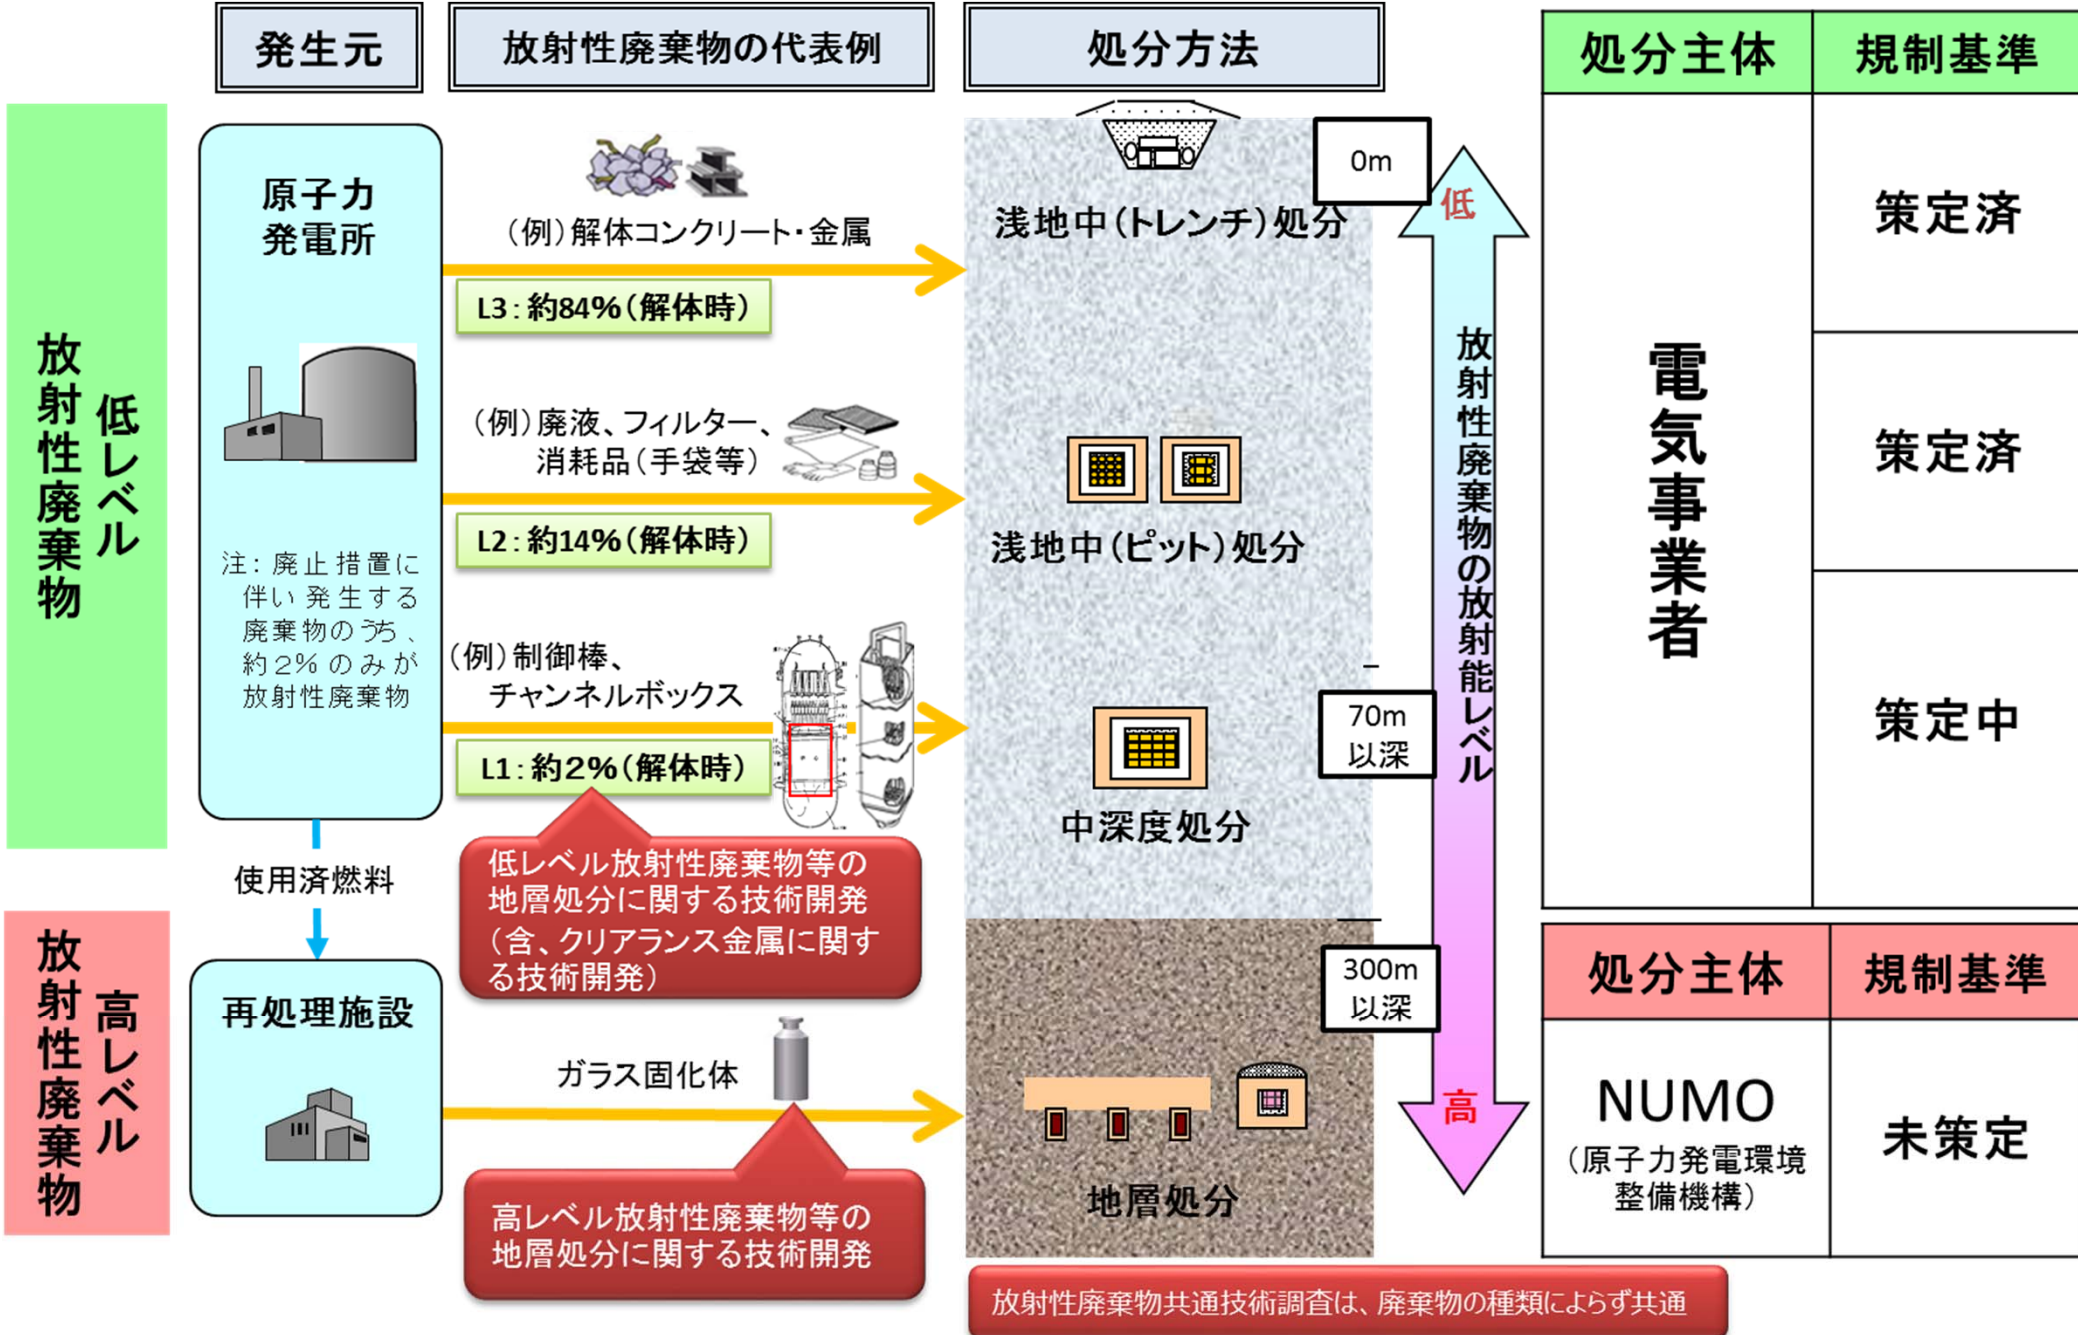 発生元
放射性廃棄物の代表例
処分方法
処分主体
規制基準
低レベル
放射性廃棄物
原子力
発電所
注：廃止措置に
伴い発生する
廃棄物のうち、
約２％のみが
放射性廃棄物
（例）解体コンクリート・金属
L3：約84％（解体時）
（例）廃液、フィルター、
消耗品（手袋等）
L2：約14％（解体時）
（例）制御棒、
チャンネルボックス
L1：約２％（解体時）
低レベル放射性廃棄物等の
地層処分に関する技術開発
（含、クリアランス金属に関す
る技術開発）
浅地中（トレンチ）処分
浅地中（ピット）処分
中深度処分
0m
70m
以深
300m
以深
低
放射性廃棄物の放射能レベル
高
電気事業者
策定済
策定済
策定中
使用済燃料
高レベル
放射性廃棄物
再処理施設
ガラス固化体
高レベル放射性廃棄物等の
地層処分に関する技術開発
地層処分
処分主体
規制基準
NUMO
（原子力発電環境
整備機構）
未策定
放射性廃棄物共通技術調査は、廃棄物の種類によらず共通